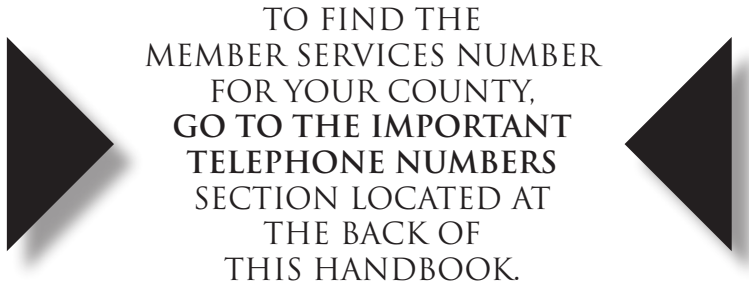 TO FIND THE
MEMBER SERVICES NUMBER
FOR YOUR COUNTY,
GO TO THE IMPORTANT
TELEPHONE NUMBERS
SECTION LOCATED AT
THE BACK OF
THIS HANDBOOK.